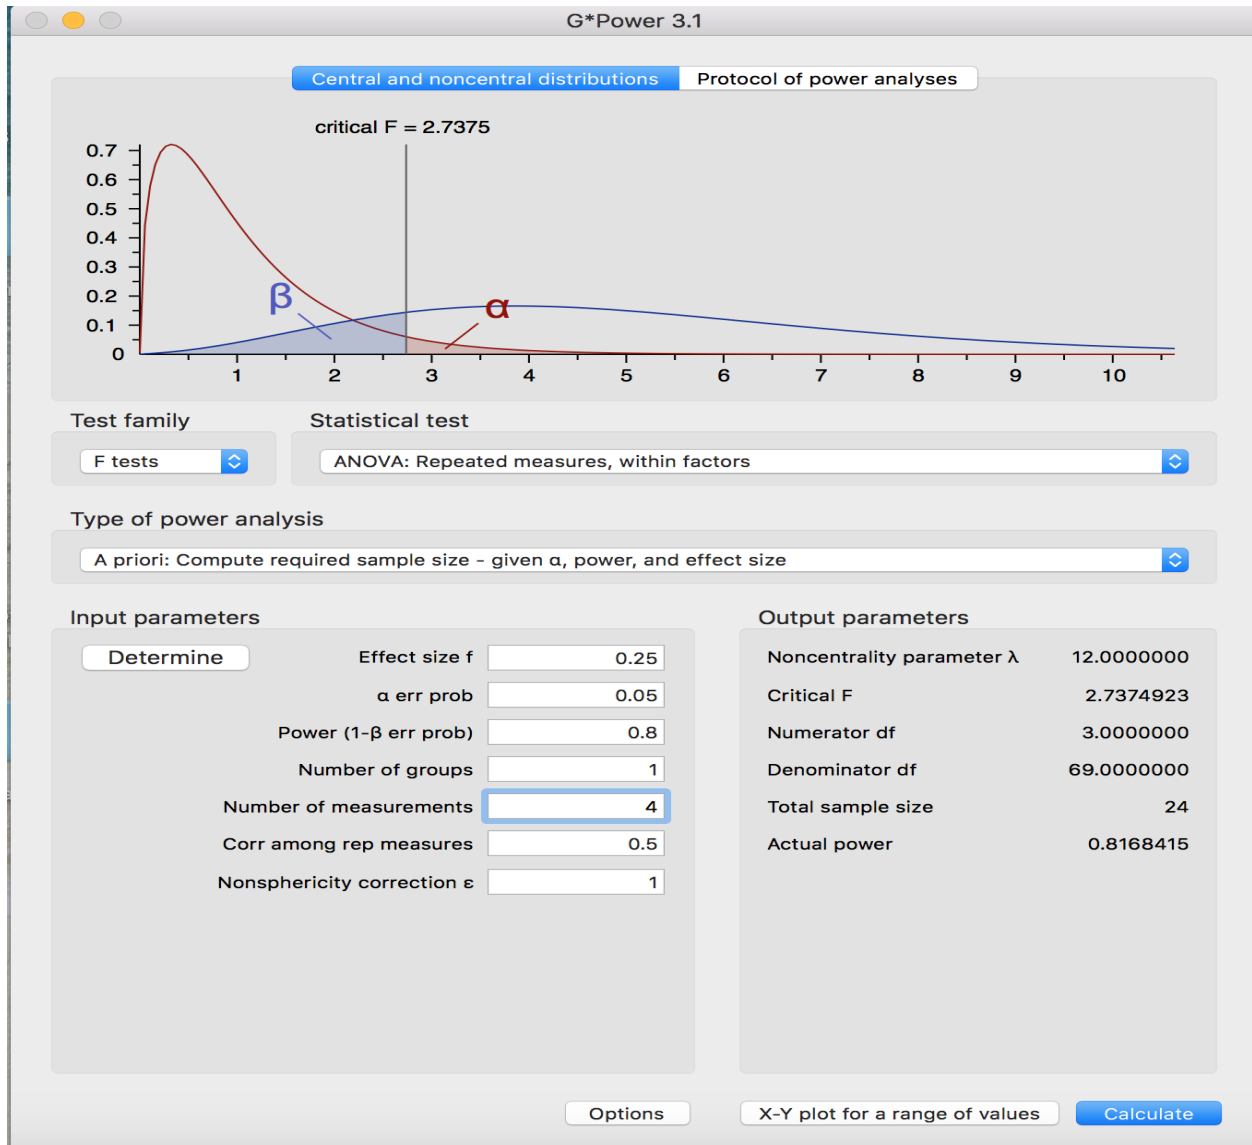 G*Power 3.1
Central and noncentral distributions Protocol of power analyses
critical F = 2.7375
0.7
0.6
0.5
0.4
0.3
0.2
0.1
0
β
α
1 2 3 4 5 6 7 8 9 10
Test family Statistical test
F tests ANOVA: Repeated measures, within factors
Type of power analysis
A priori: Compute required sample size - given α, power, and effect size
Input parameters Output parameters
Determine Effect size f 0.25 Noncentrality parameter λ 12.0000000
α err prob 0.05 Critical F 2.7374923
Power (1-β err prob) 0.8 Numerator df 3.0000000
Number of groups 1 Denominator df 69.0000000
Number of measurements 4 Total sample size 24
Corr among rep measures 0.5 Actual power 0.8168415
Nonsphericity correction ε 1
Options X-Y plot for a range of values Calculate